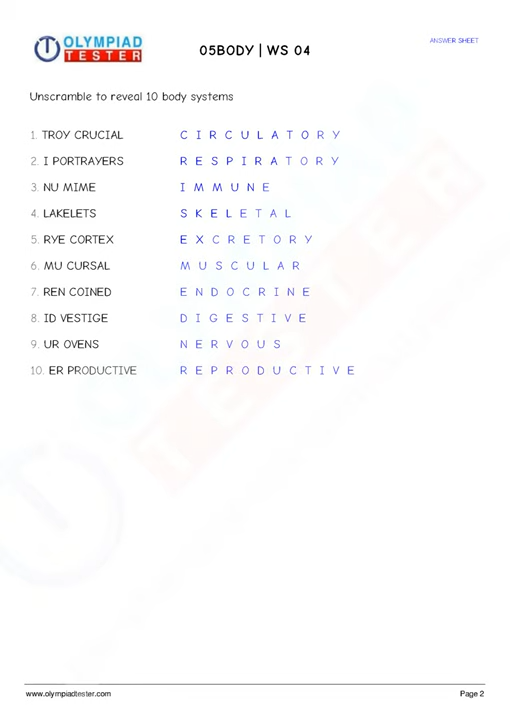 OLYMPIAD
TESTER
05BODY | WS 04
ANSWER SHEET
Unscramble to reveal 10 body systems
1. TROY CRUCIAL C I R C U L A T O R Y
2. I PORTRAYERS R E S P I R A T O R Y
3. NU MIME I M M U N E
4. LAKELETS S K E L E T A L
5. RYE CORTEX E X C R E T O R Y
6. MU CURSAL M U S C U L A R
7. REN COINED E N D O C R I N E
8. ID VESTIGE D I G E S T I V E
9. UR OVENS N E R V O U S
10. ER PRODUCTIVE R E P R O D U C T I V E
www.olympiadtester.com Page 2